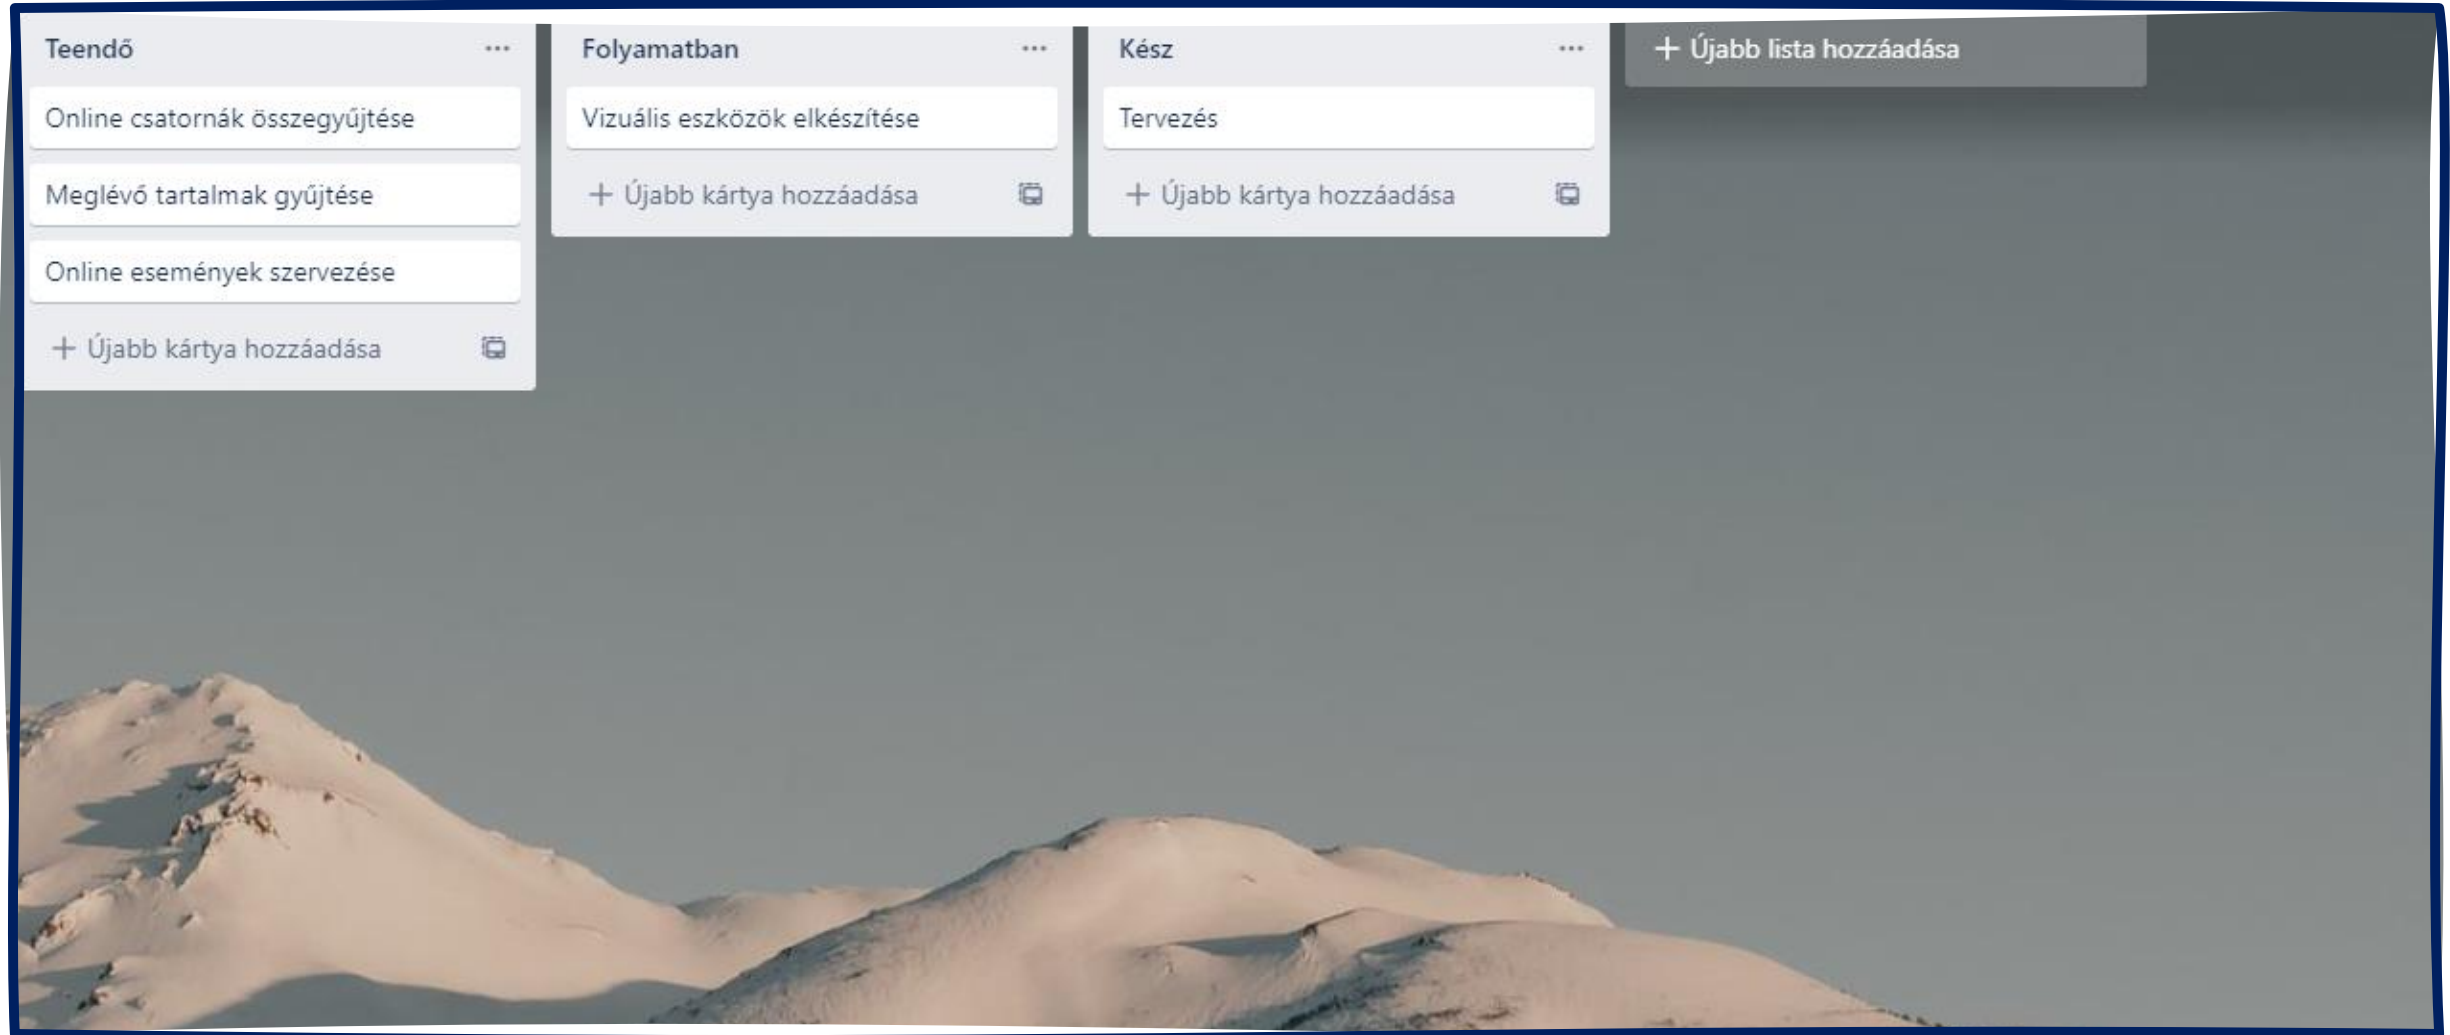 Teendő
Online csatornák összegyűjtése
Meglévő tartalmak gyűjtése
Online események szervezése
+ Újabb kártya hozzáadása
Folyamatban
Vizuális eszközök elkészítése
+ Újabb kártya hozzáadása
Kész
Tervezés
+ Újabb kártya hozzáadása
+ Újabb lista hozzáadása